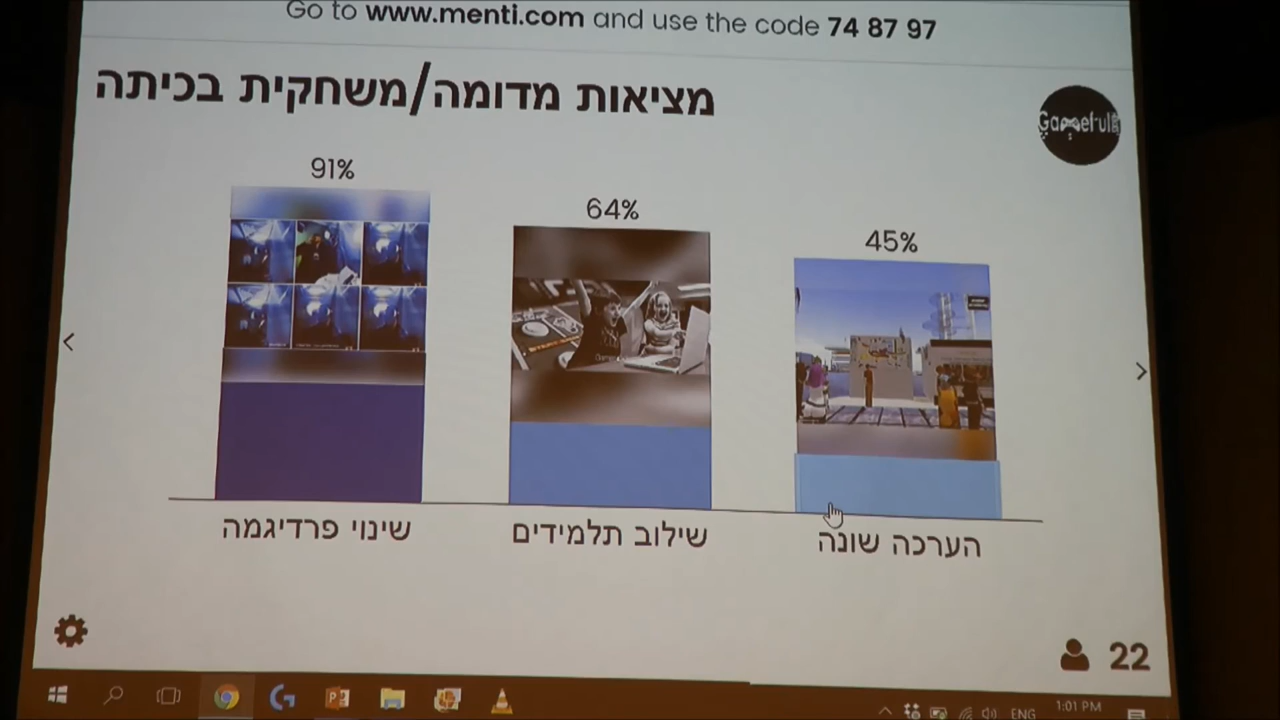 Go to www.menti.com and use the code 74 87 97
מציאות מדומה/משחקית בכיתה
91%
64%
45%
שינוי פרדיגמה
שילוב תלמידים
הערכה שונה
22
ENG
1:01 PM